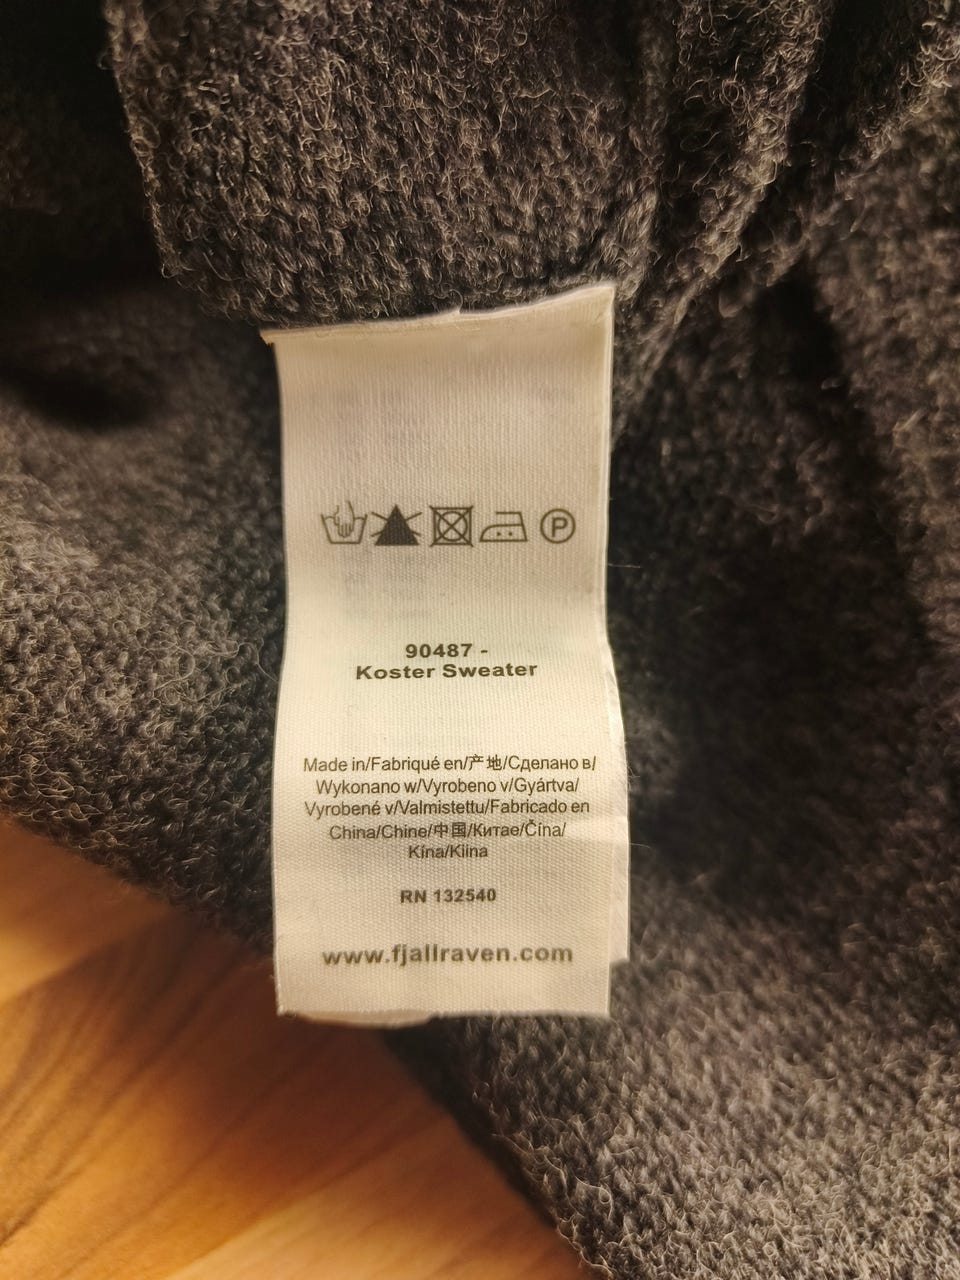 P
90487 -
Koster Sweater
Made in/Fabriqué en/产地/Сделано в/
Wykonano w/Vyrobeno v/Gyártva/
Vyrobené v/Valmistettu/Fabricado en
China/Chine/中国/Китае/Čína/
Kína/Kiina
RN 132540
www.fjallraven.com